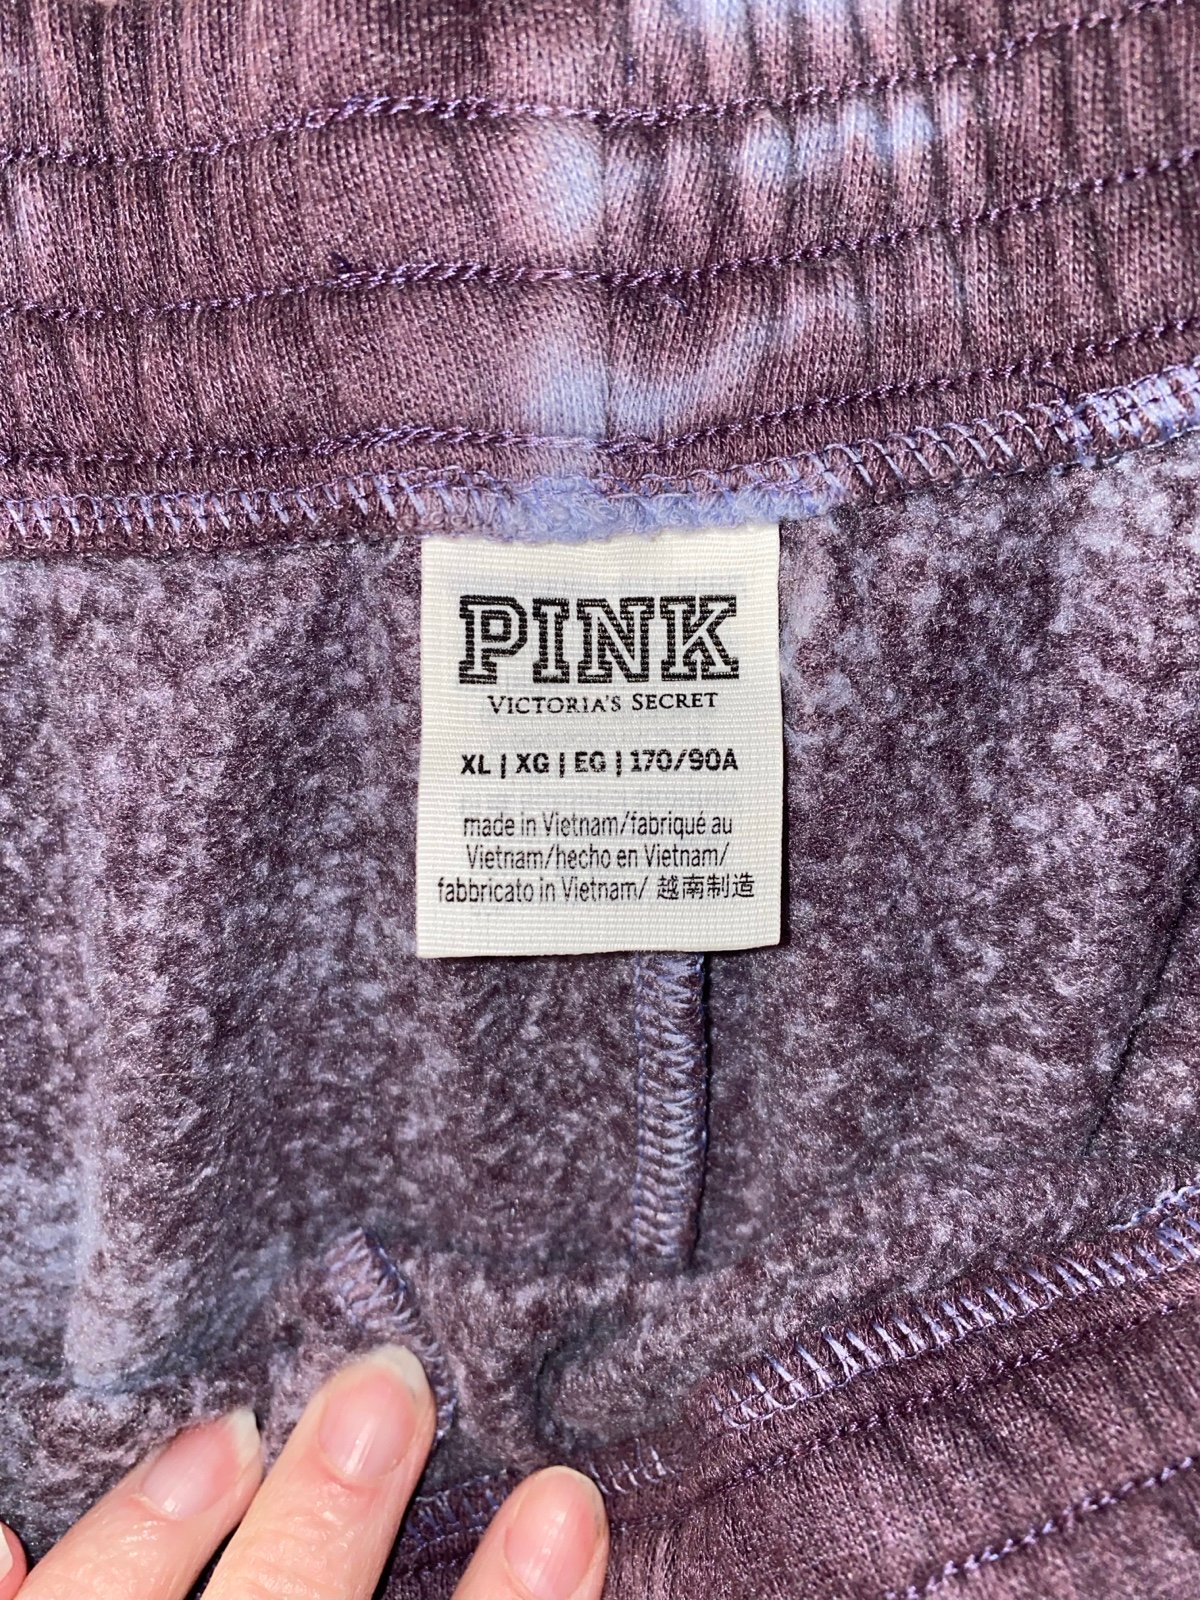 PINK
VICTORIA'S SECRET
XL | XG | EG | 170/90A
made in Vietnam/fabriqué au
Vietnam/hecho en Vietnam/
fabbricato in Vietnam/ 越南制造